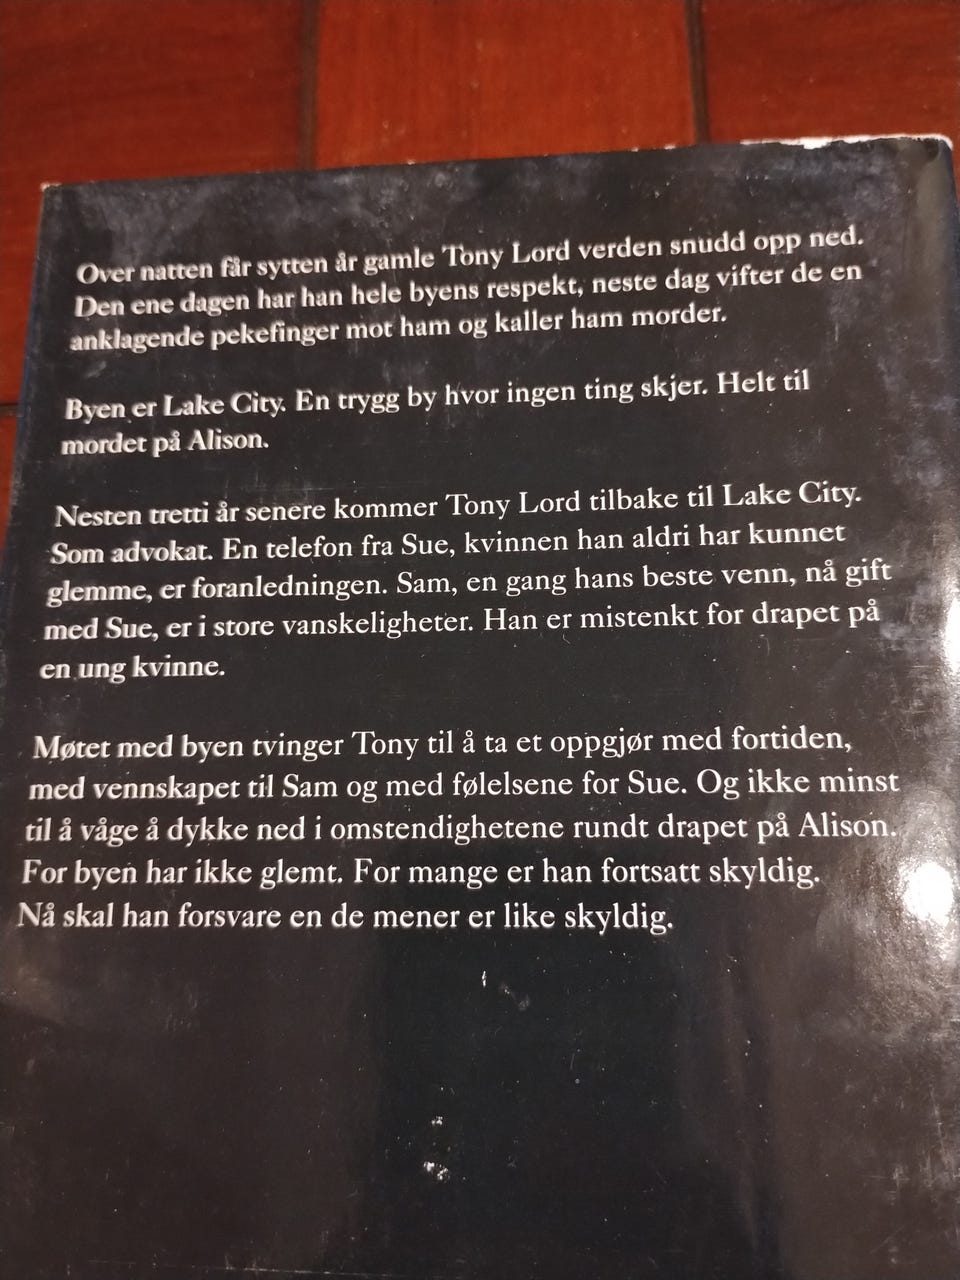 Over natten får sytten år gamle Tony Lord verden snudd opp ned.
Den ene dagen har han hele byens respekt, neste dag vifter de en
anklagende pekefinger mot ham og kaller ham morder.
Byen er Lake City. En trygg by hvor ingen ting skjer. Helt til
mordet på Alison.
Nesten tretti år senere kommer Tony Lord tilbake til Lake City.
Som advokat. En telefon fra Sue, kvinnen han aldri har kunnet
glemme, er foranledningen. Sam, en gang hans beste venn, nå gift
med Sue, er i store vanskeligheter. Han er mistenkt for drapet på
en ung kvinne.
Møtet med byen tvinger Tony til å ta et oppgjør med fortiden,
med vennskapet til Sam og med følelsene for Sue. Og ikke minst
til å våge å dykke ned i omstendighetene rundt drapet på Alison.
For byen har ikke glemt. For mange er han fortsatt skyldig.
Nå skal han forsvare en de mener er like skyldig.